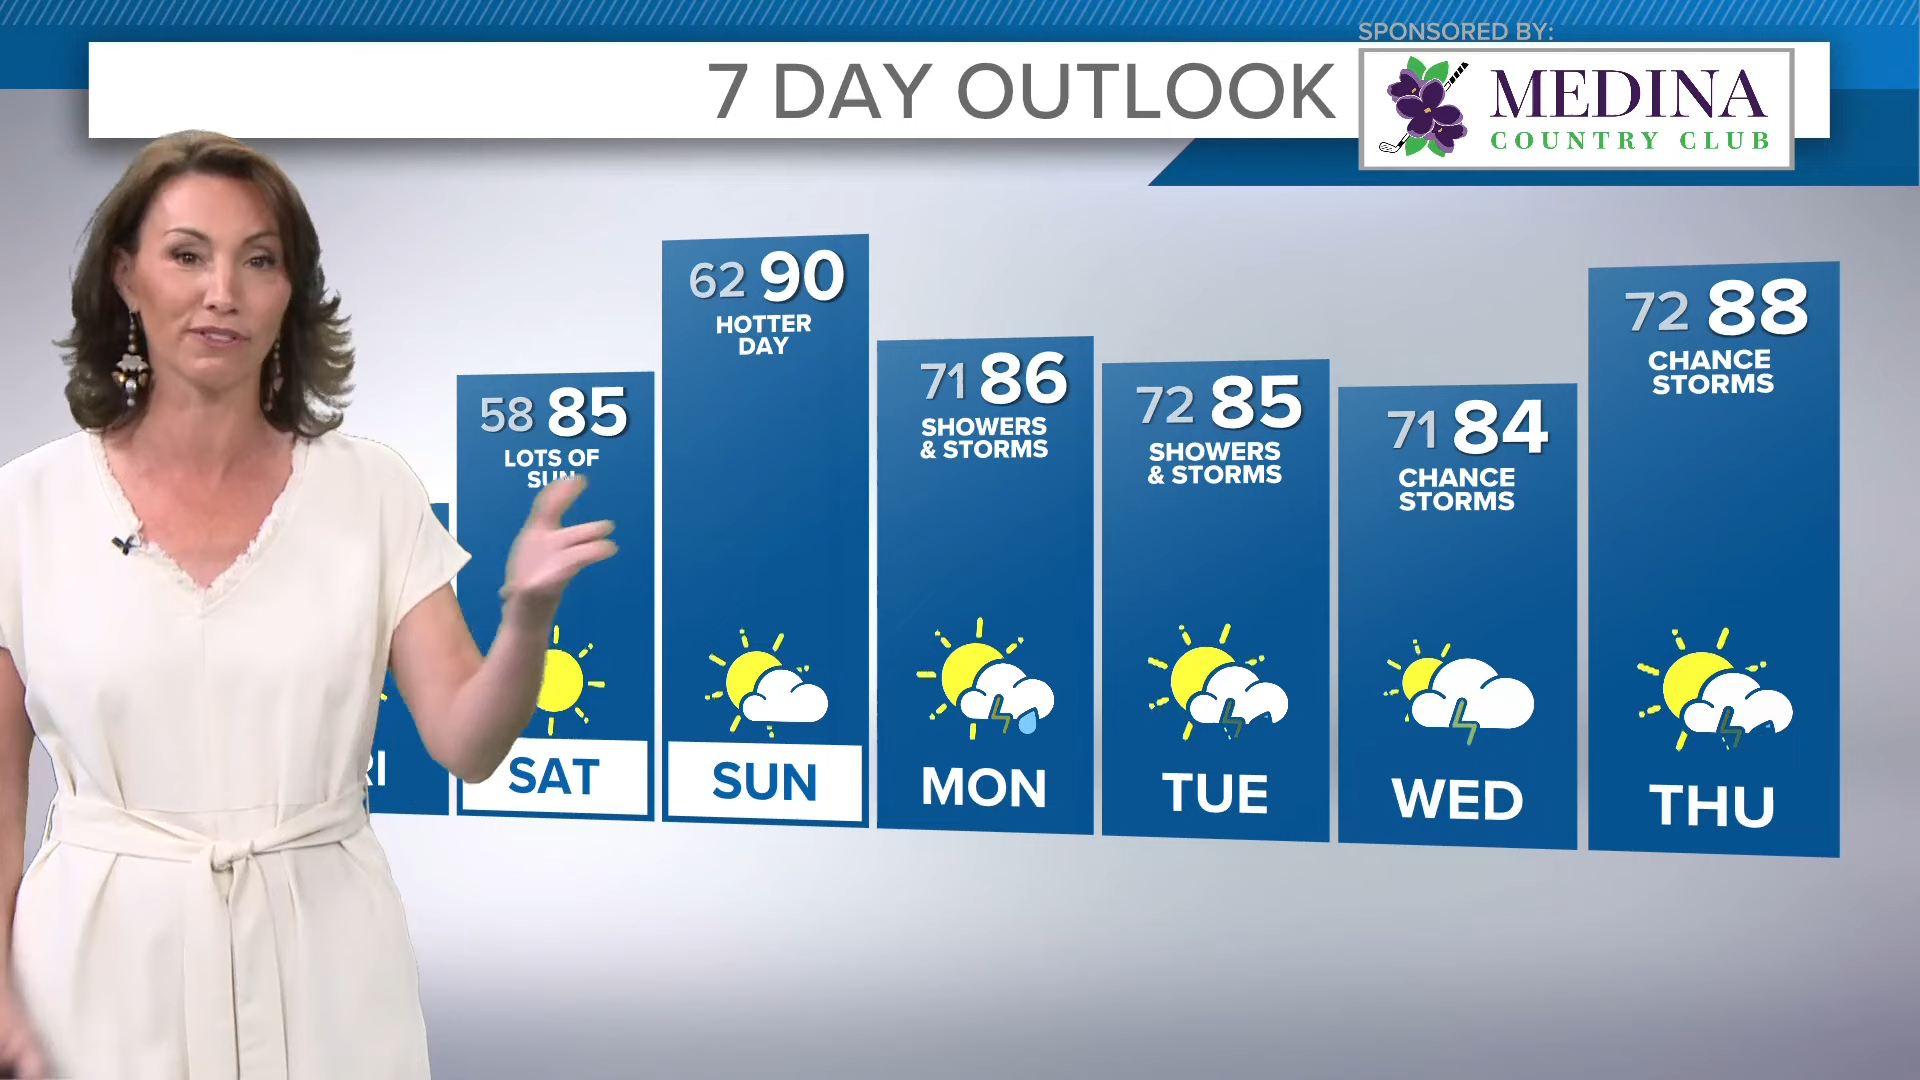 SPONSORED BY:
7 DAY OUTLOOK
MEDINA
COUNTRY CLUB
58 85
LOTS OF
SUN
SAT
62 90
HOTTER
DAY
SUN
71 86
SHOWERS
& STORMS
MON
72 85
SHOWERS
& STORMS
TUE
71 84
CHANCE
STORMS
WED
72 88
CHANCE
STORMS
THU